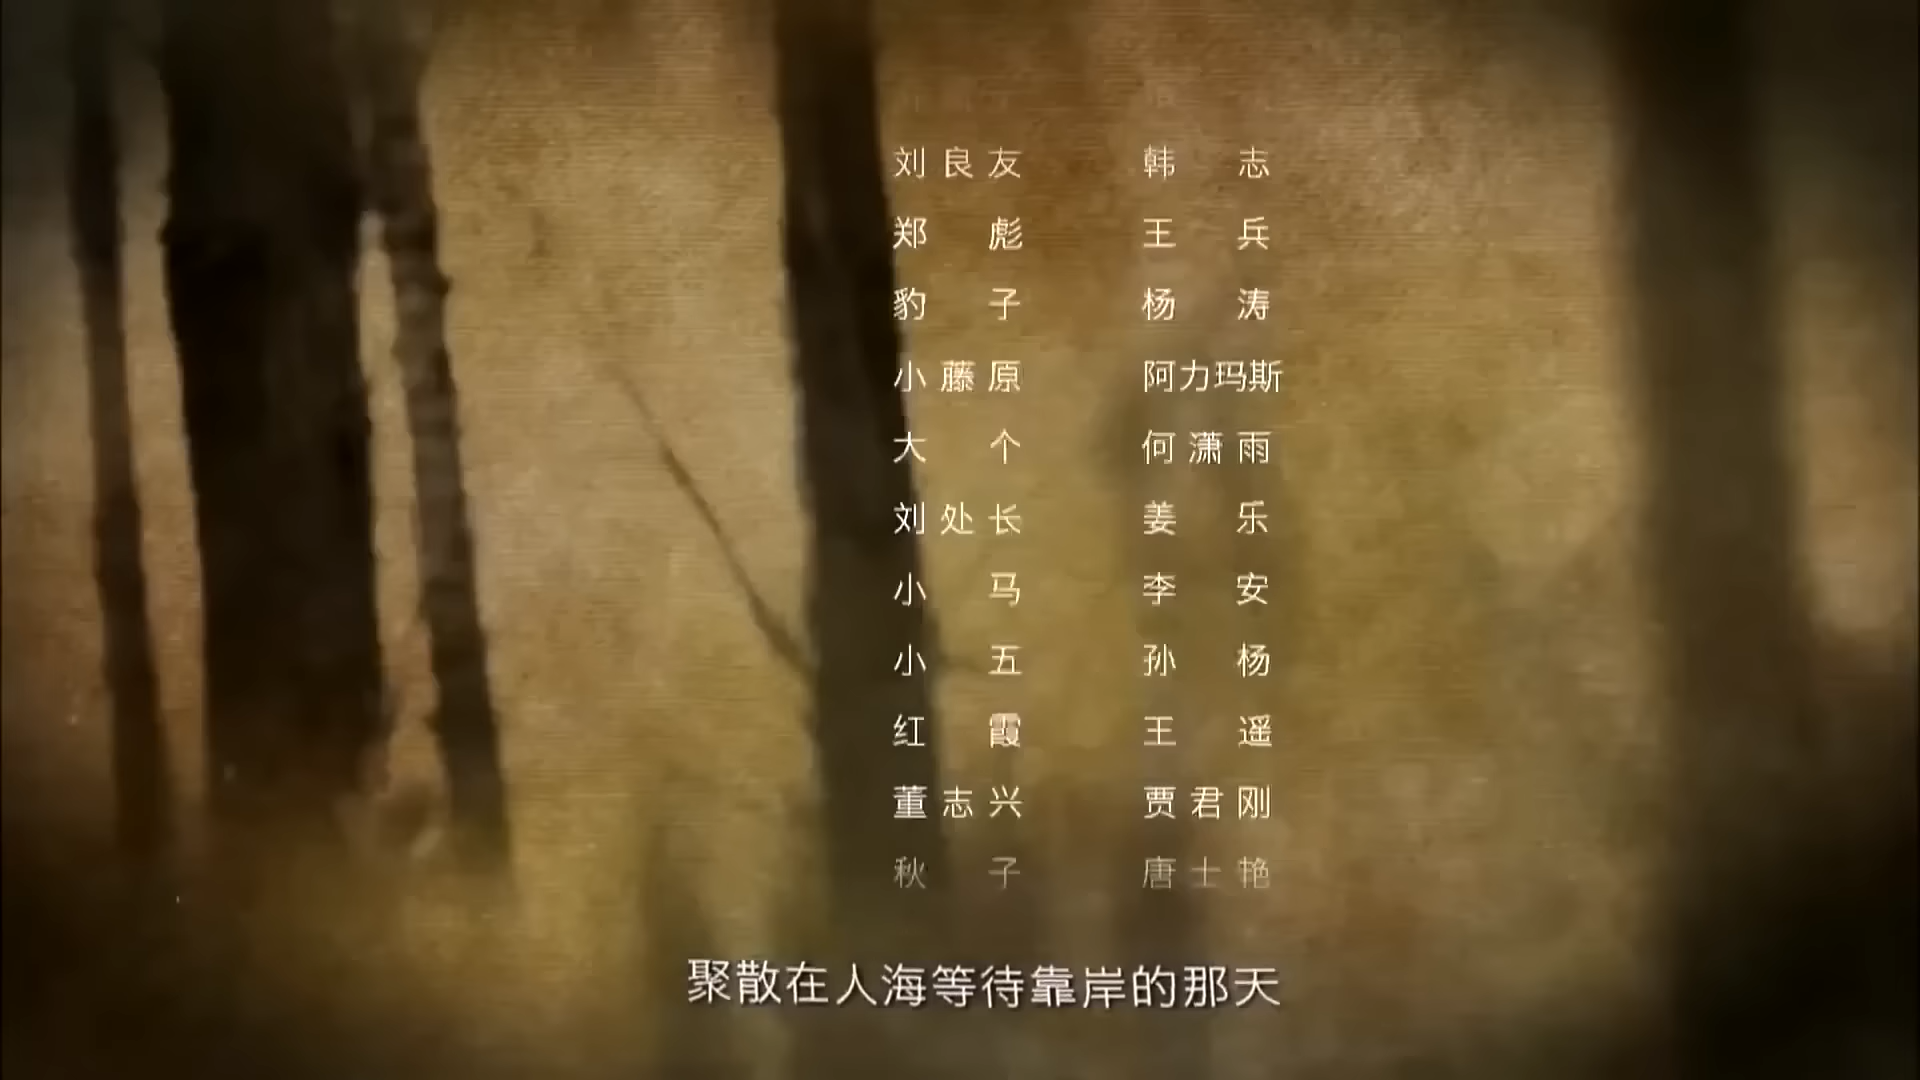 刘良友 韩志
郑彪 王兵
豹子 杨涛
小藤原 阿力玛斯
大个 何潇雨
刘处长 姜乐
小马 李安
小五 孙杨
红霞 王遥
董志兴 贾君刚
秋子 唐士艳
聚散在人海等待靠岸的那天